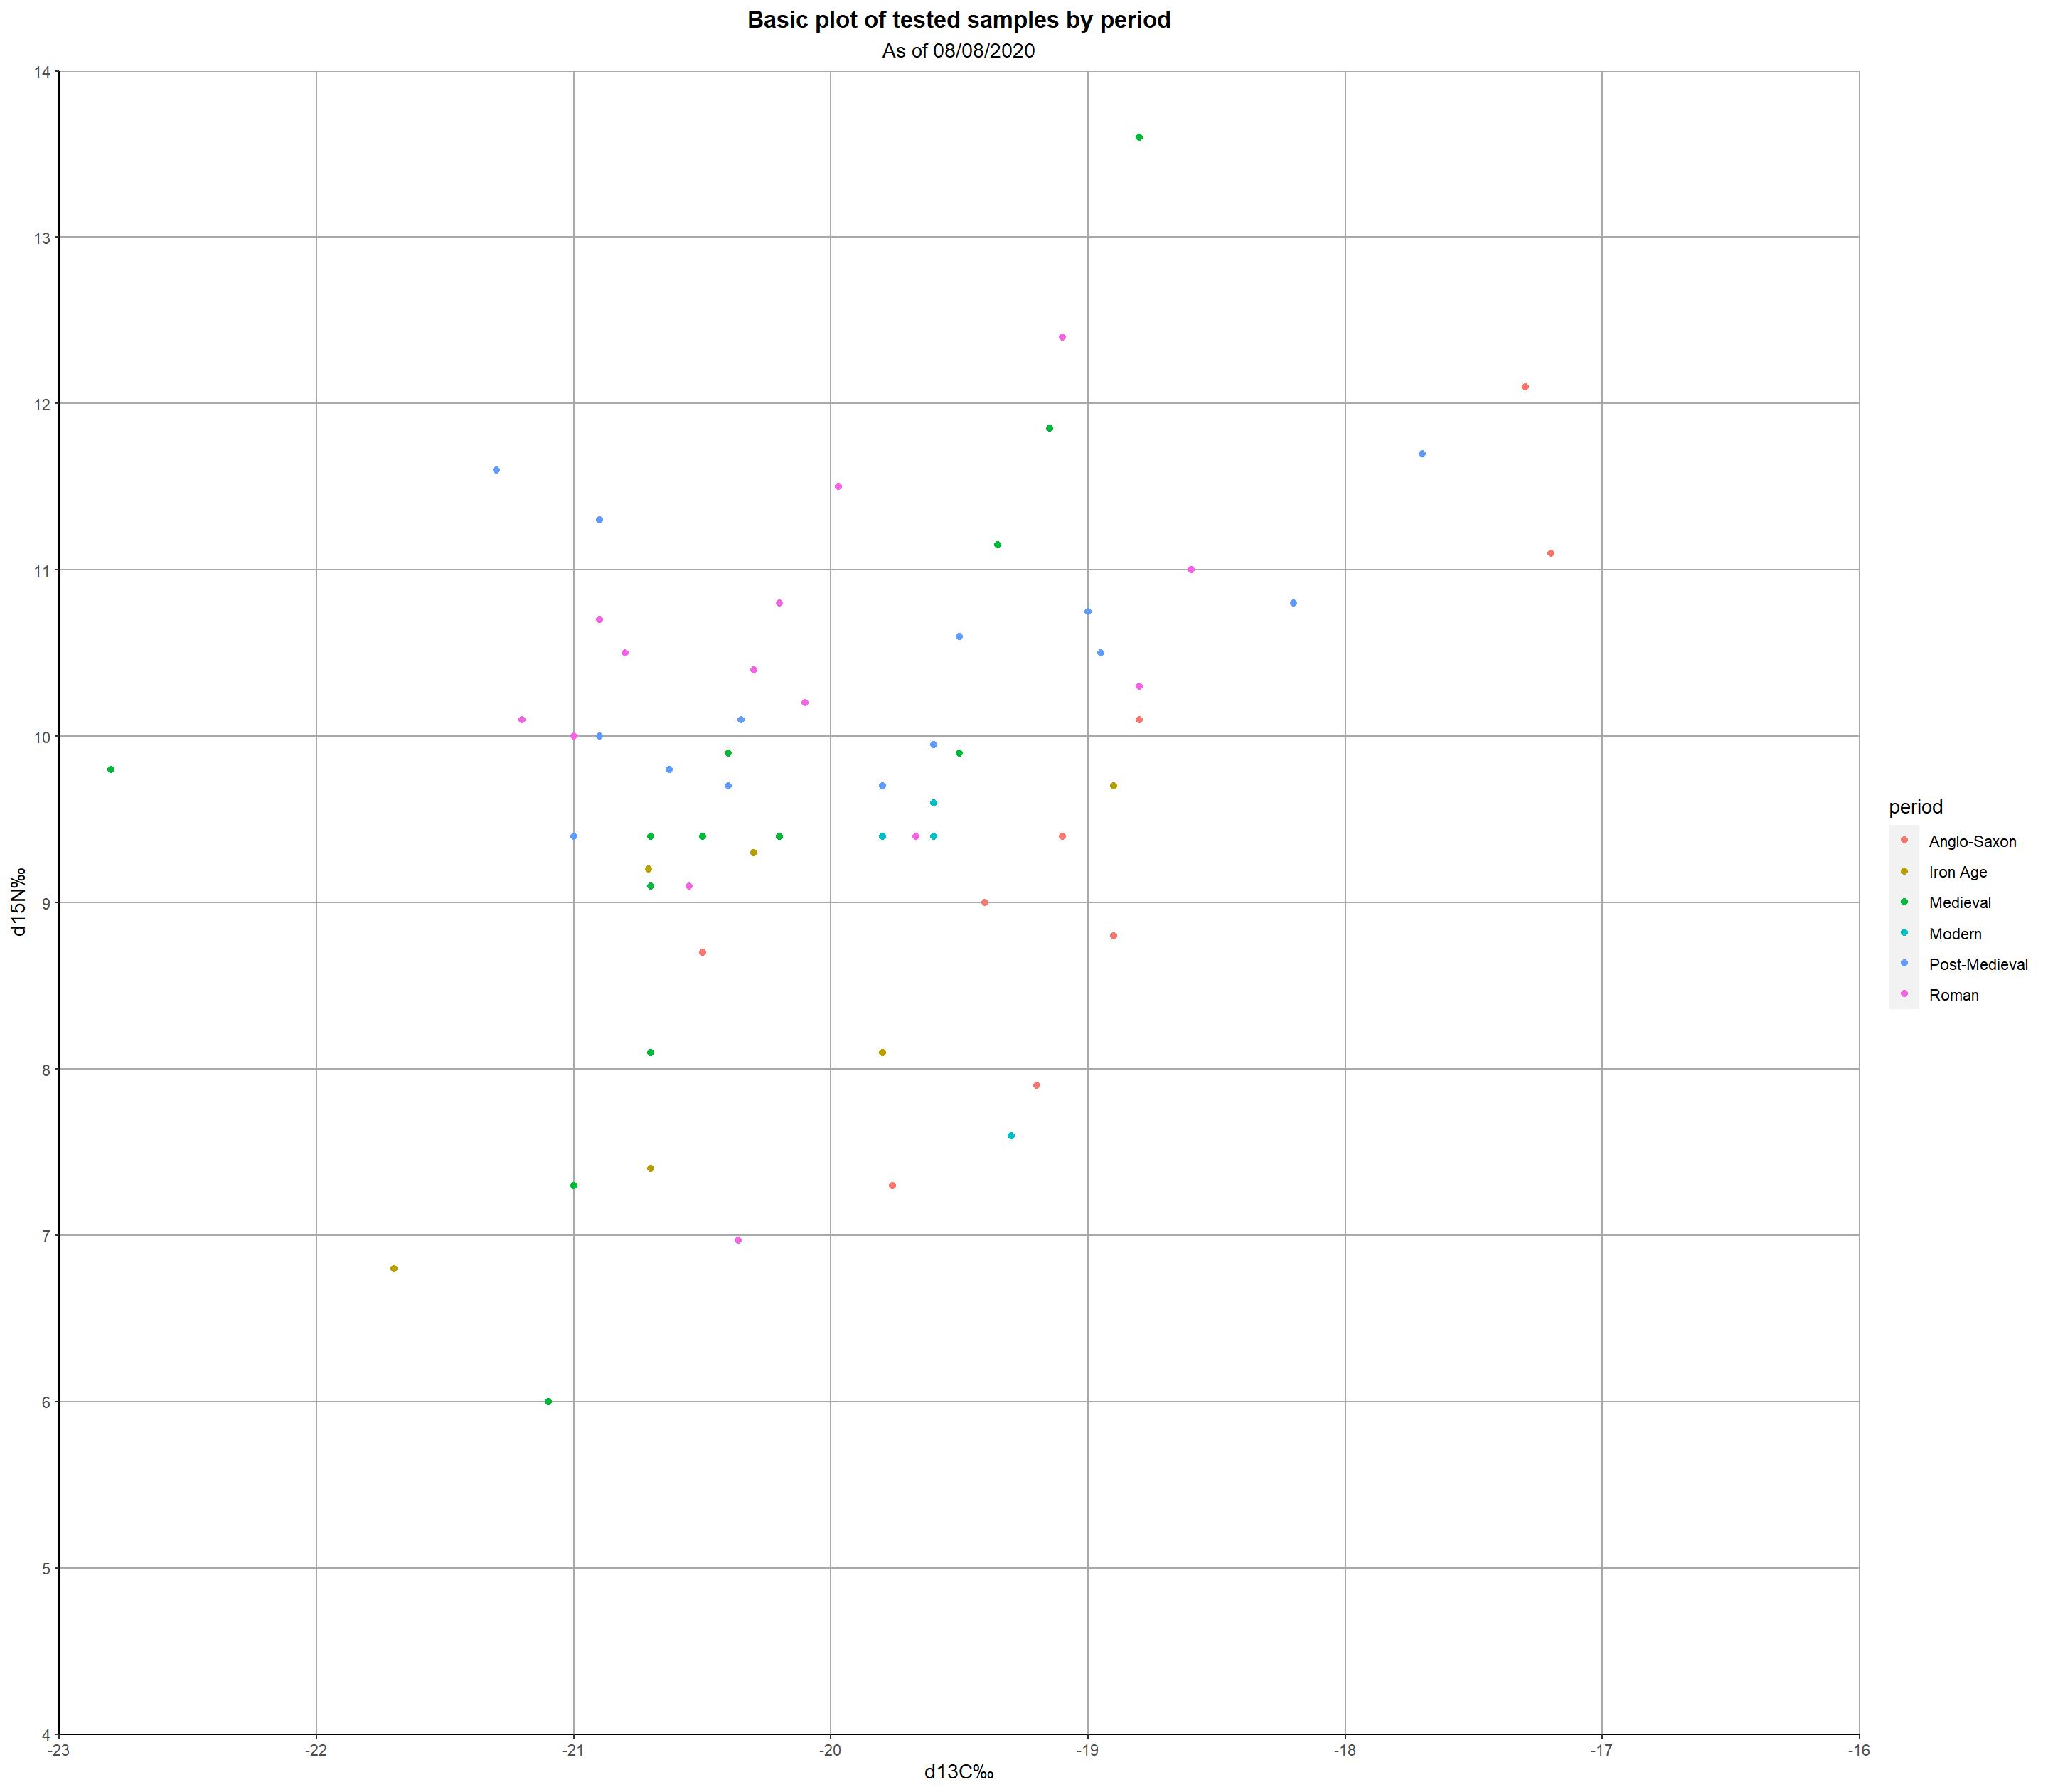 Basic plot of tested samples by period
As of 08/08/2020
14
13
12
11
10
9
8
7
6
5
4
d15N‰
-23 -22 -21 -20 -19 -18 -17 -16
d13C‰
period
Anglo-Saxon
Iron Age
Medieval
Modern
Post-Medieval
Roman